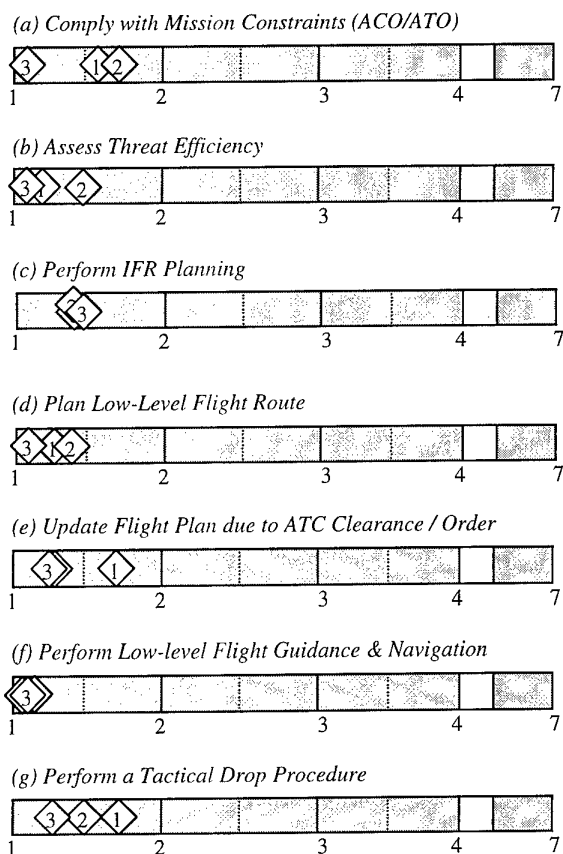 (a) Comply with Mission Constraints (ACO/ATO)
3 1 2
1 2 3 4 7
(b) Assess Threat Efficiency
3 1 2
1 2 3 4 7
(c) Perform IFR Planning
3
1 2 3 4 7
(d) Plan Low-Level Flight Route
3 1 2
1 2 3 4 7
(e) Update Flight Plan due to ATC Clearance / Order
3 1
1 2 3 4 7
(f) Perform Low-level Flight Guidance & Navigation
3
1 2 3 4 7
(g) Perform a Tactical Drop Procedure
3 2 1
1 2 3 4 7